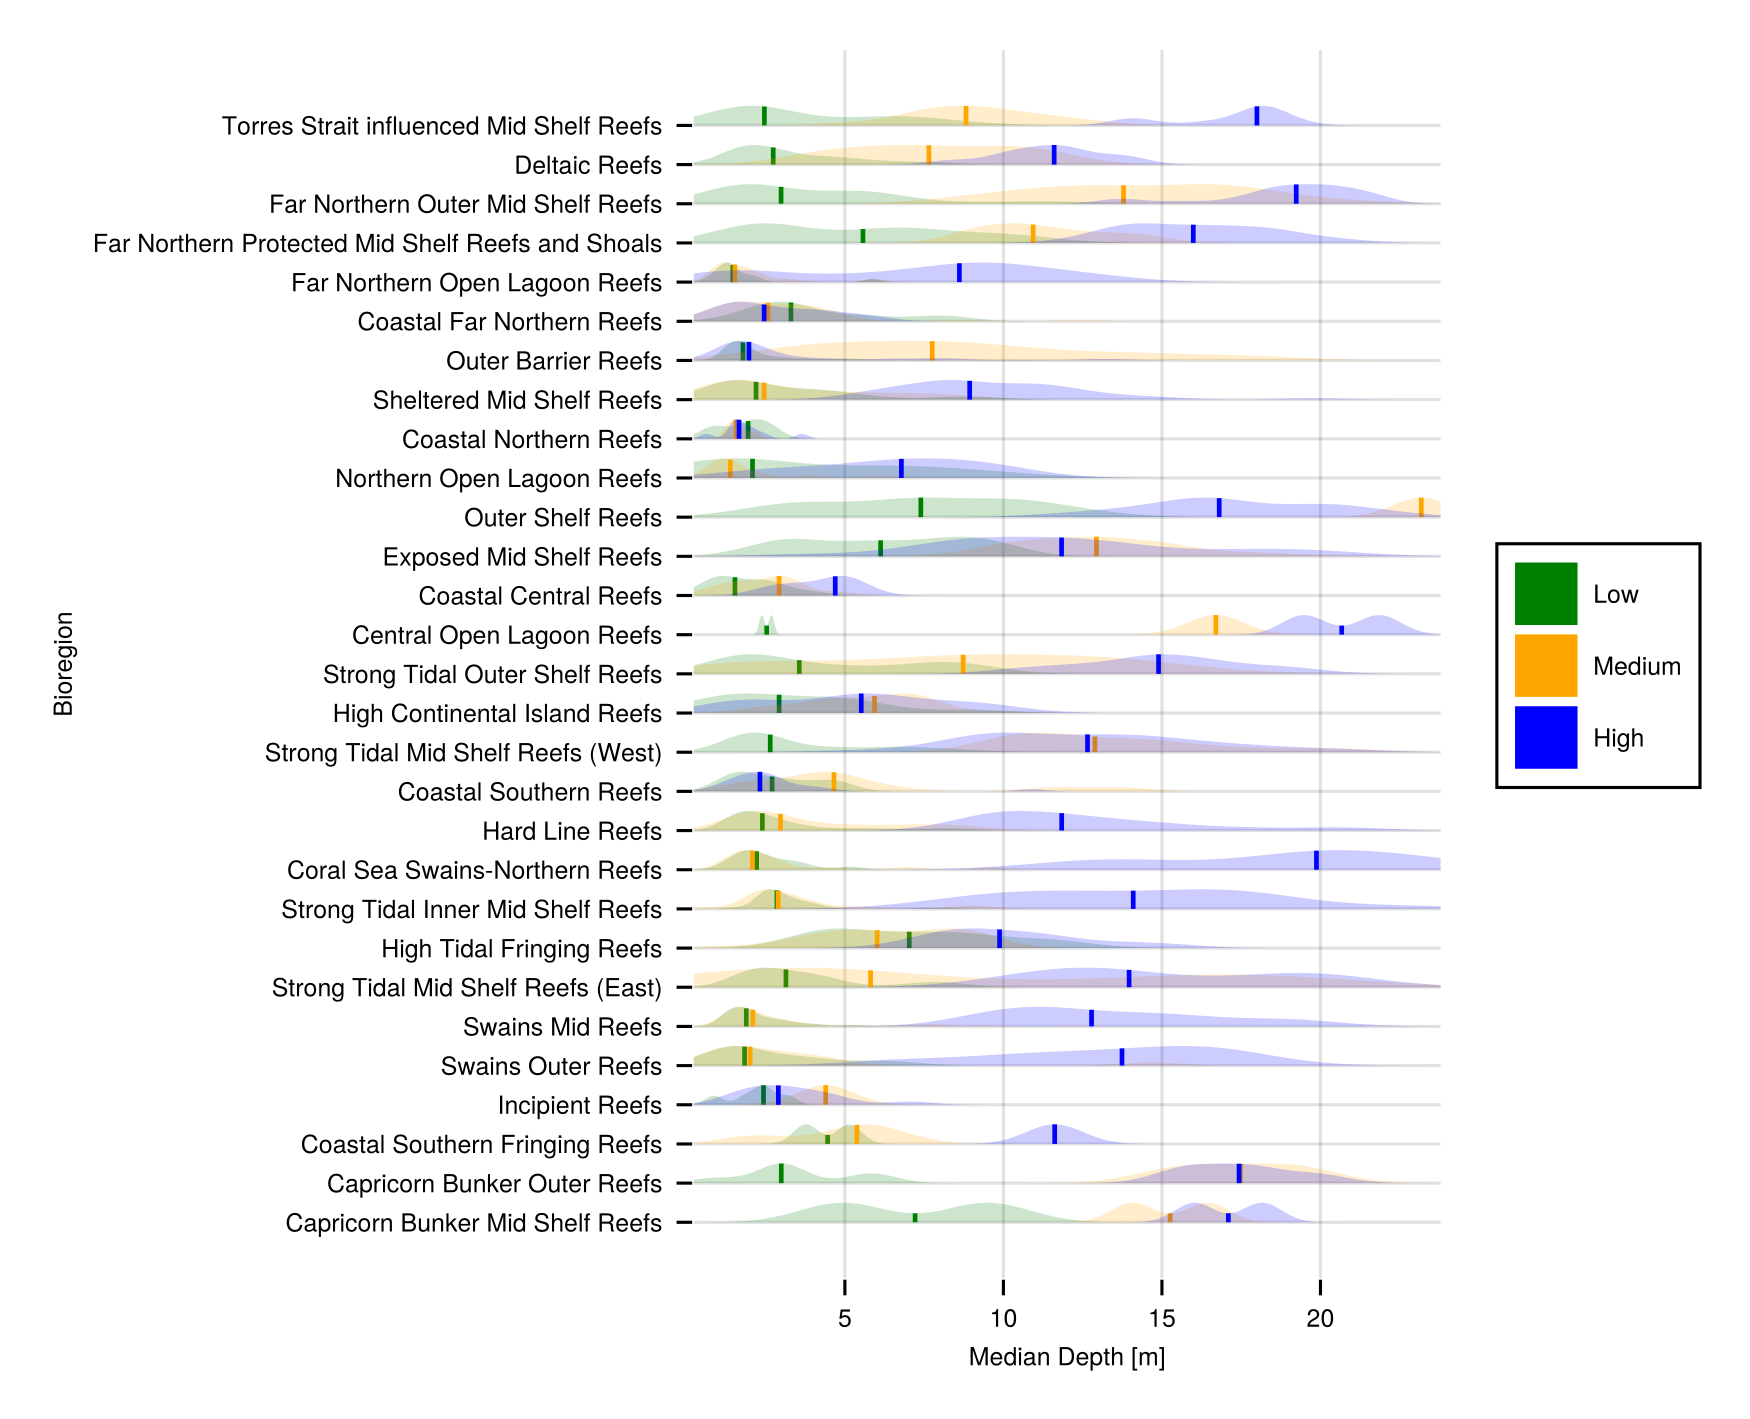 Torres Strait influenced Mid Shelf Reefs
Deltaic Reefs
Far Northern Outer Mid Shelf Reefs
Far Northern Protected Mid Shelf Reefs and Shoals
Far Northern Open Lagoon Reefs
Coastal Far Northern Reefs
Outer Barrier Reefs
Sheltered Mid Shelf Reefs
Coastal Northern Reefs
Northern Open Lagoon Reefs
Outer Shelf Reefs
Exposed Mid Shelf Reefs
Coastal Central Reefs
Central Open Lagoon Reefs
Strong Tidal Outer Shelf Reefs
High Continental Island Reefs
Strong Tidal Mid Shelf Reefs (West)
Coastal Southern Reefs
Hard Line Reefs
Coral Sea Swains-Northern Reefs
Strong Tidal Inner Mid Shelf Reefs
High Tidal Fringing Reefs
Strong Tidal Mid Shelf Reefs (East)
Swains Mid Reefs
Swains Outer Reefs
Incipient Reefs
Coastal Southern Fringing Reefs
Capricorn Bunker Outer Reefs
Capricorn Bunker Mid Shelf Reefs
Bioregion
5 10 15 20
Median Depth [m]
Low
Medium
High